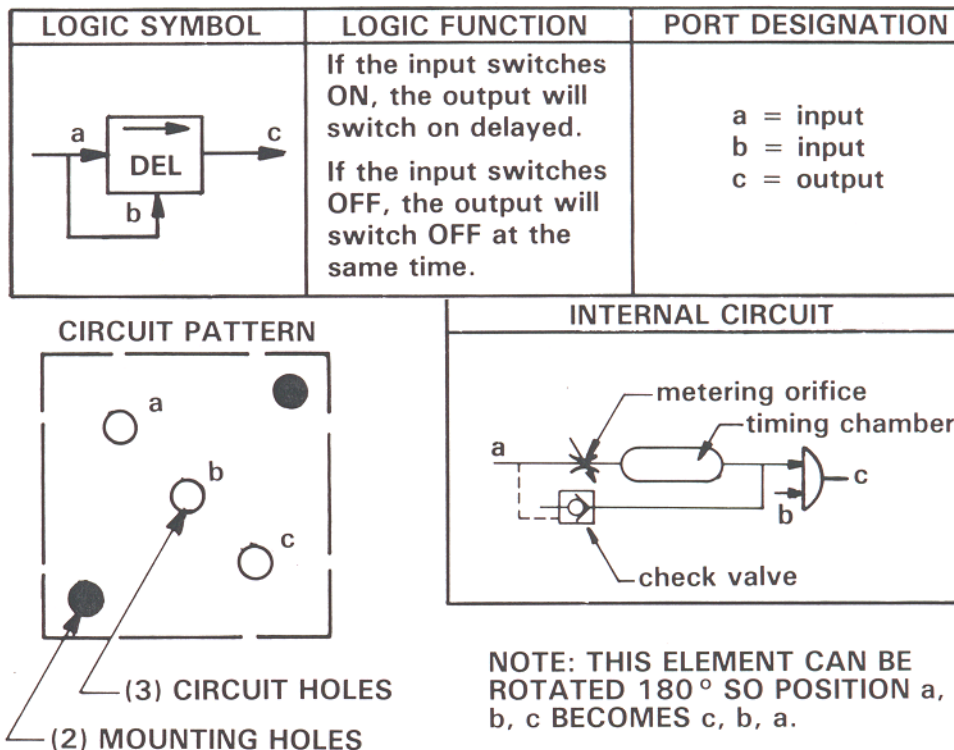 LOGIC SYMBOL
LOGIC FUNCTION
PORT DESIGNATION
a
DEL
c
b
If the input switches
ON, the output will
switch on delayed.
If the input switches
OFF, the output will
switch OFF at the
same time.
a = input
b = input
c = output
CIRCUIT PATTERN
a
b
c
(3) CIRCUIT HOLES
(2) MOUNTING HOLES
INTERNAL CIRCUIT
metering orifice
timing chamber
a
c
b
check valve
NOTE: THIS ELEMENT CAN BE
ROTATED 180° SO POSITION a,
b, c BECOMES c, b, a.